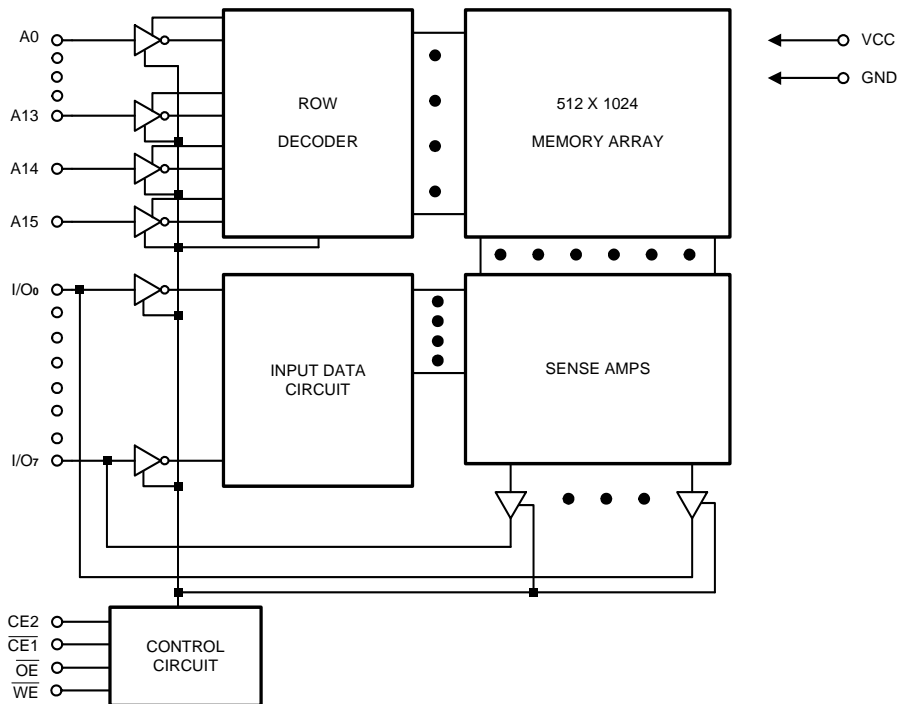 A0
A13
A14
A15
ROW
DECODER
512 X 1024
MEMORY ARRAY
VCC
GND
I/O0
I/O7
INPUT DATA
CIRCUIT
SENSE AMPS
CE2
CE1
OE
WE
CONTROL
CIRCUIT